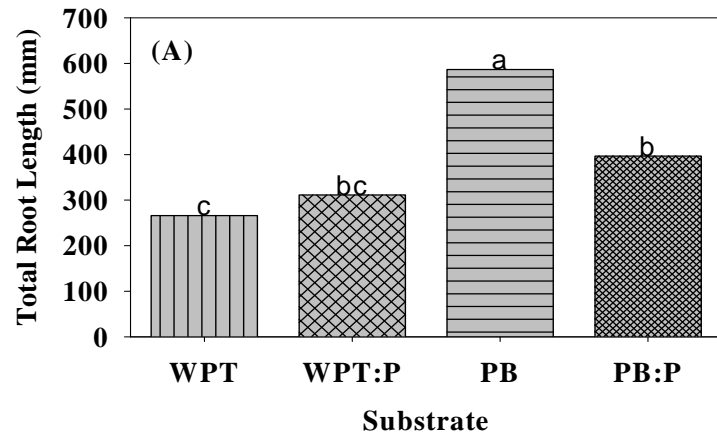 700
600
500
400
300
200
100
0
Total Root Length (mm)
(A)
c
bc
a
b
WPT WPT:P PB PB:P
Substrate